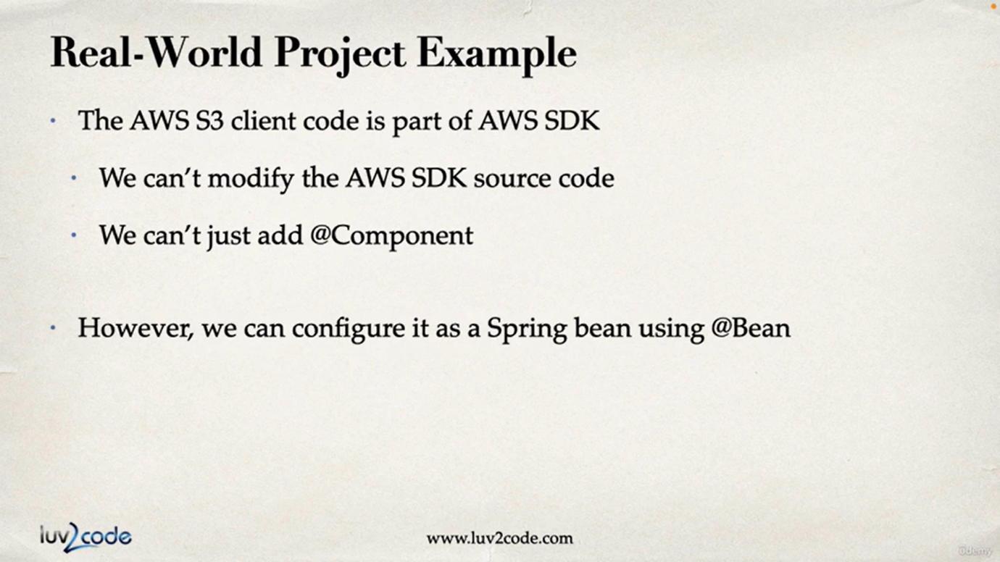 Real-World Project Example
• The AWS S3 client code is part of AWS SDK
• We can’t modify the AWS SDK source code
• We can’t just add @Component
• However, we can configure it as a Spring bean using @Bean
luv2code
www.luv2code.com
ûdemy